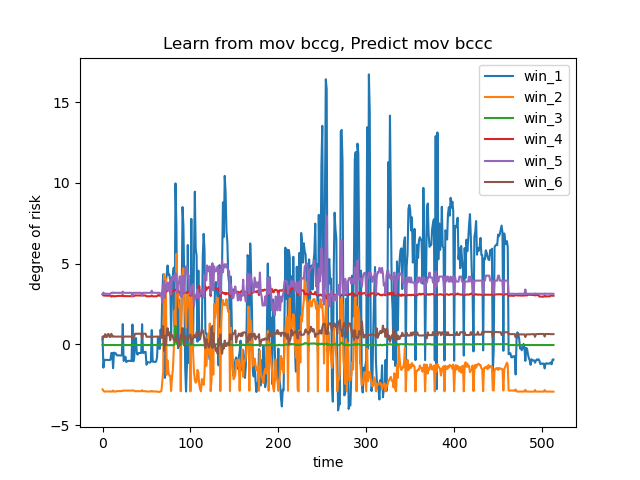 Learn from mov bccg, Predict mov bccc
win_1
win_2
win_3
win_4
win_5
win_6
degree of risk
15
10
5
0
−5
0 100 200 300 400 500
time